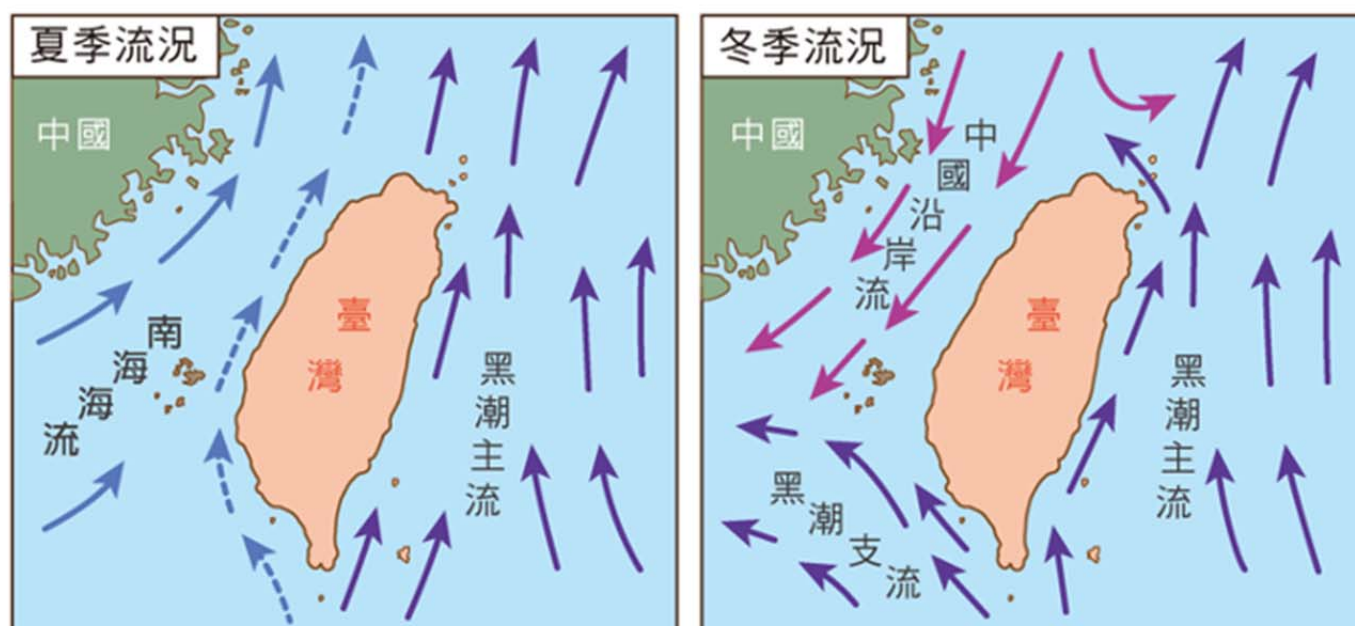 夏季流況
中國
南海海流
臺灣
黑潮主流
冬季流況
中國
中國沿岸流
臺灣
黑潮主流
黑潮支流